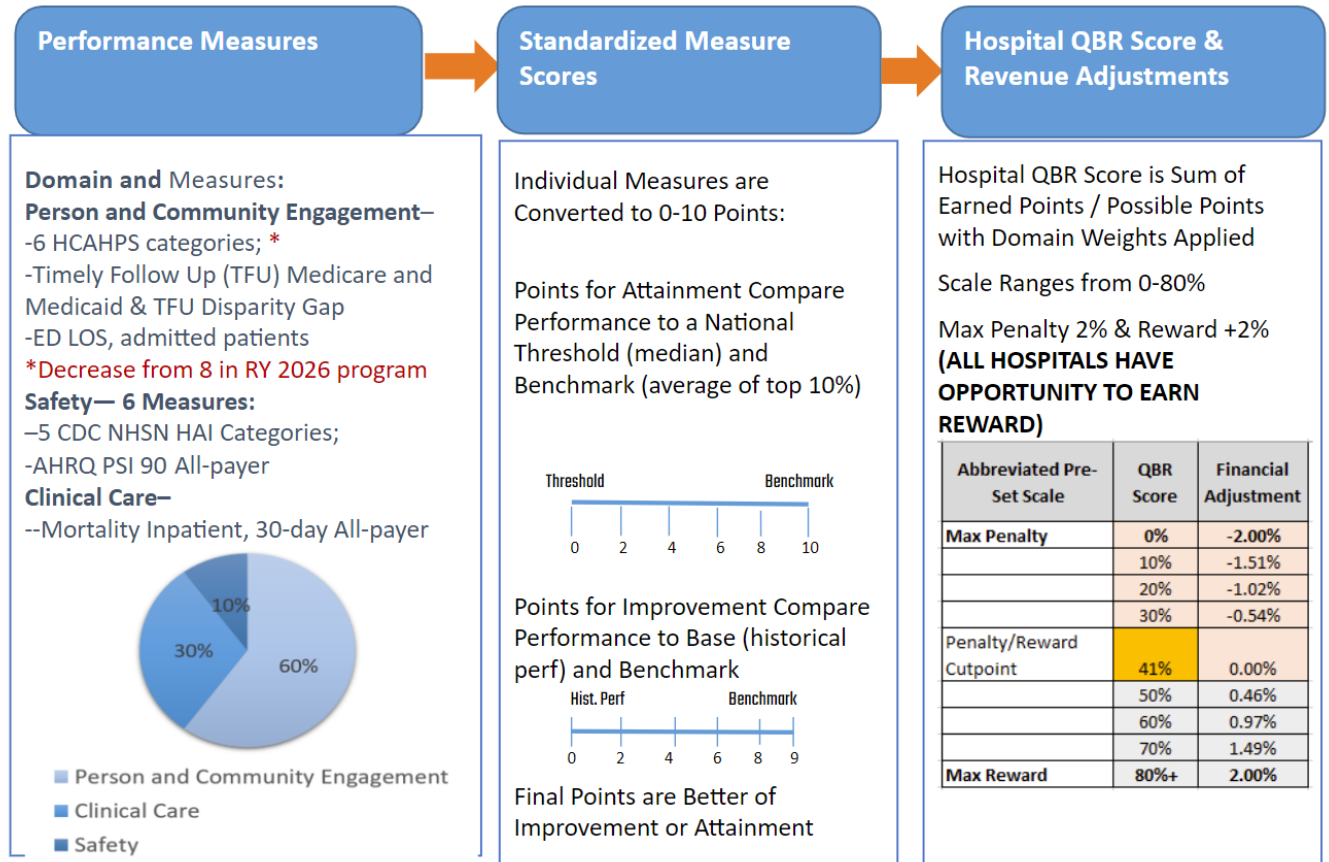 Performance Measures
Standardized Measure
Scores
Hospital QBR Score &
Revenue Adjustments
Domain and Measures:
Person and Community Engagement–
-6 HCAHPS categories; *
-Timely Follow Up (TFU) Medicare and
Medicaid & TFU Disparity Gap
-ED LOS, admitted patients
*Decrease from 8 in RY 2026 program
Safety— 6 Measures:
–5 CDC NHSN HAI Categories;
-AHRQ PSI 90 All-payer
Clinical Care–
--Mortality Inpatient, 30-day All-payer
10%
30%
60%
Person and Community Engagement
Clinical Care
Safety
Individual Measures are
Converted to 0-10 Points:
Points for Attainment Compare
Performance to a National
Threshold (median) and
Benchmark (average of top 10%)
Threshold Benchmark
0 2 4 6 8 10
Points for Improvement Compare
Performance to Base (historical
perf) and Benchmark
Hist. Perf Benchmark
0 2 4 6 8 9
Final Points are Better of
Improvement or Attainment
Hospital QBR Score is Sum of
Earned Points / Possible Points
with Domain Weights Applied
Scale Ranges from 0-80%
Max Penalty 2% & Reward +2%
(ALL HOSPITALS HAVE
OPPORTUNITY TO EARN
REWARD)
Abbreviated Pre-
Set Scale
QBR
Score
Financial
Adjustment
Max Penalty 0% -2.00%
10% -1.51%
20% -1.02%
30% -0.54%
Penalty/Reward
Cutpoint 41% 0.00%
50% 0.46%
60% 0.97%
70% 1.49%
Max Reward 80%+ 2.00%